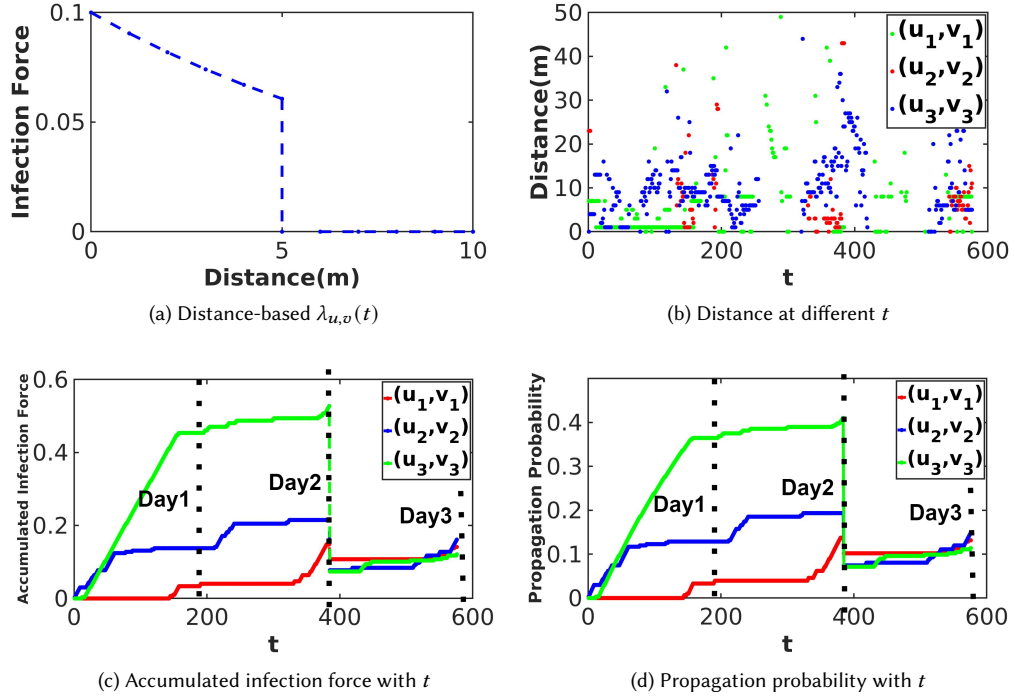 0.1
0.05
0
0
5
10
Infection Force
Distance(m)
(a) Distance-based λu,v(t)
50
40
30
20
10
0
0
200
400
600
Distance(m)
t
(u1,v1)
(u2,v2)
(u3,v3)
(b) Distance at different t
0.6
0.4
0.2
0
0
200
400
600
Accumulated Infection Force
t
Day1
Day2
Day3
(u1,v1)
(u2,v2)
(u3,v3)
(c) Accumulated infection force with t
0.4
0.3
0.2
0.1
0
0
200
400
600
Propagation Probability
t
Day1
Day2
Day3
(u1,v1)
(u2,v2)
(u3,v3)
(d) Propagation probability with t